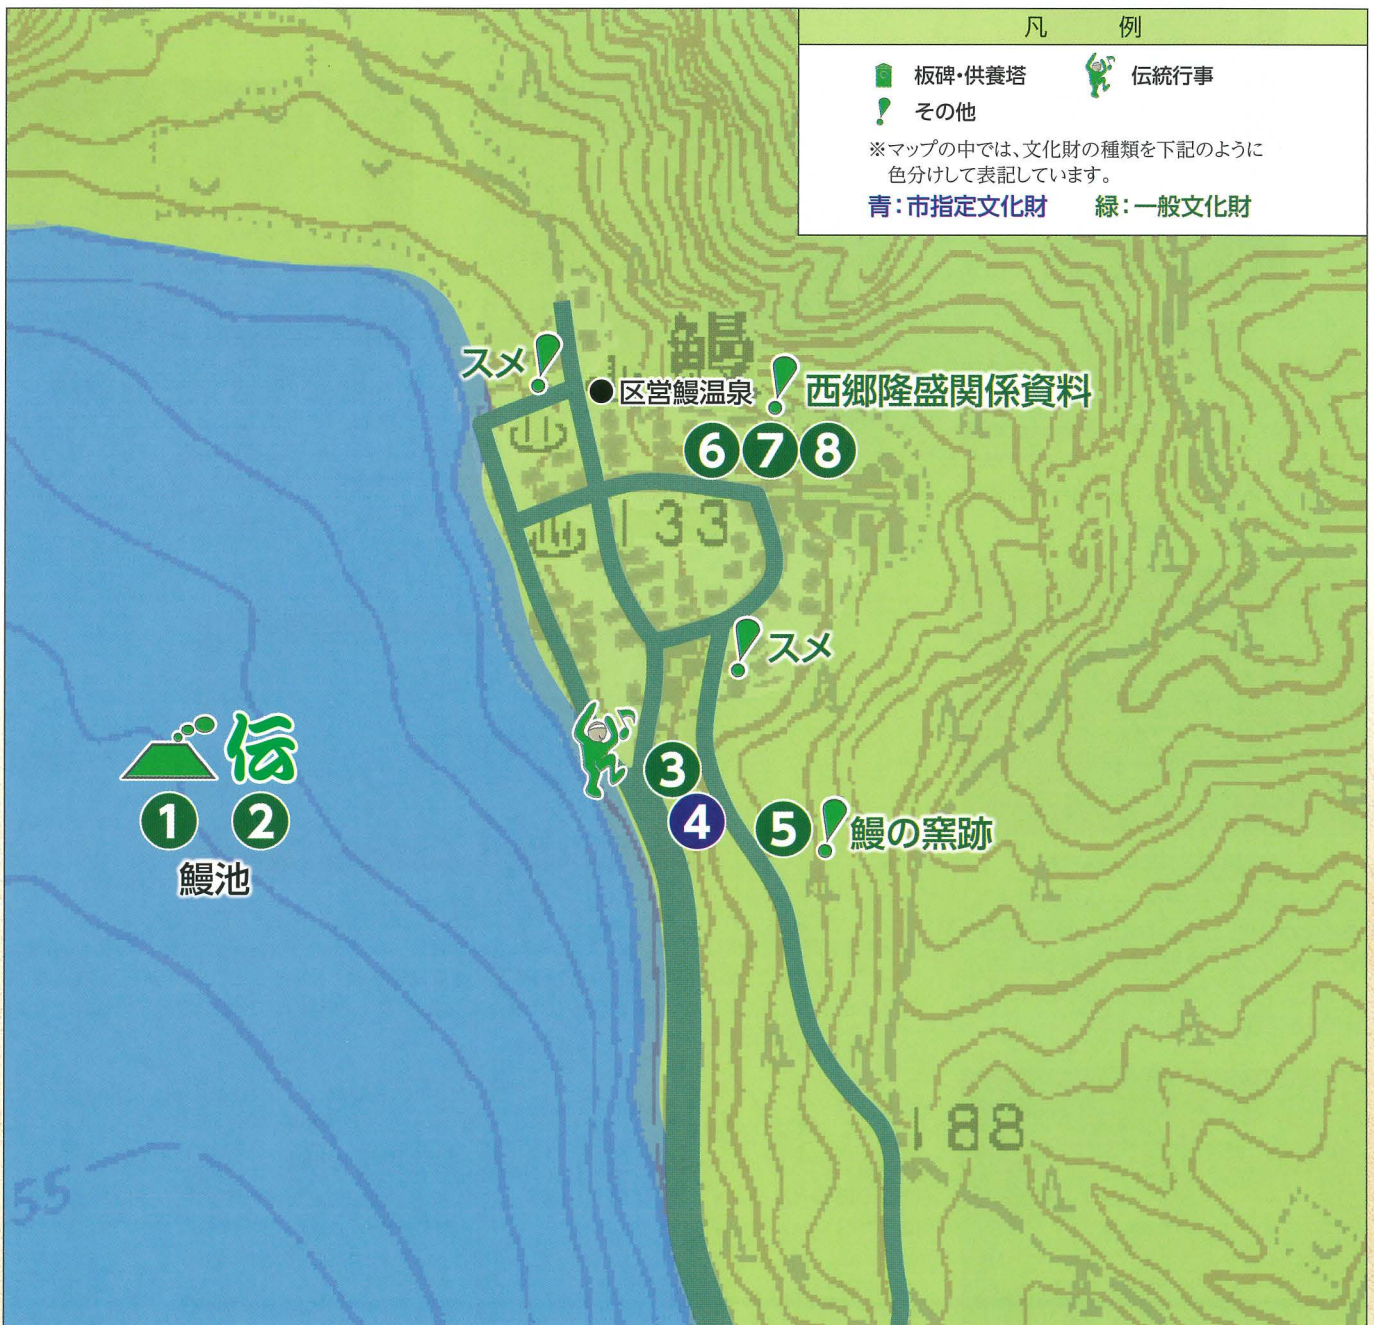 凡 例
板碑・供養塔
伝統行事
その他
※マップの中では、文化財の種類を下記のように
色分けして表記しています。
青：市指定文化財 緑：一般文化財
鰻
スメ
区営鰻温泉
西郷隆盛関係資料
6 7 8
133
スメ
伝
3
1 2
4
5
鰻の窯跡
鰻池
188
55